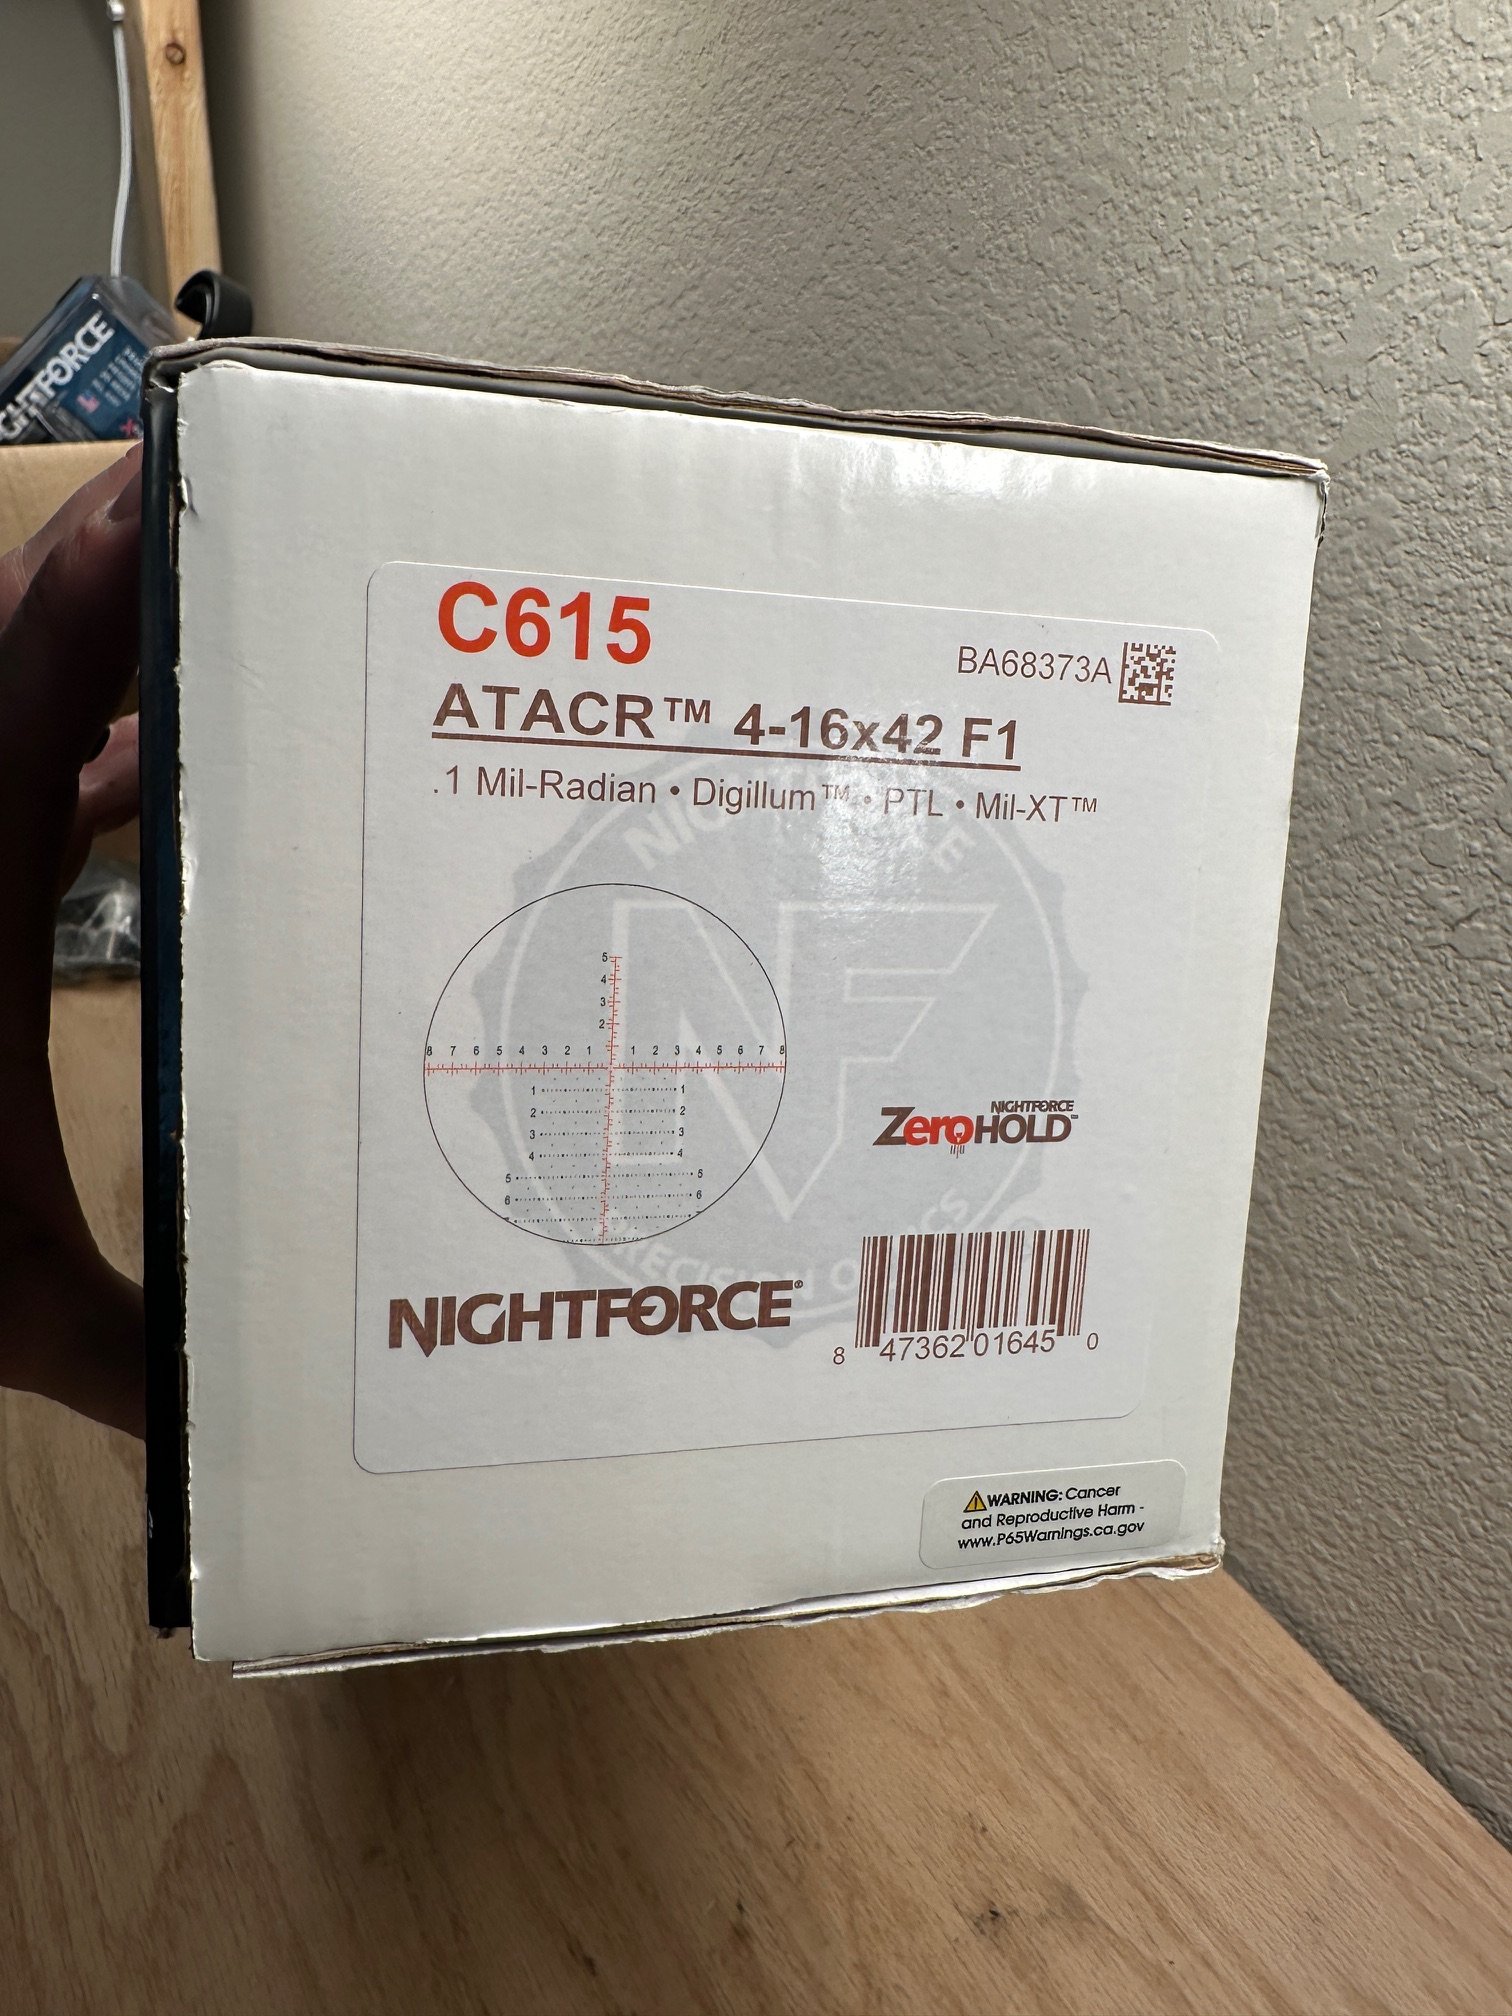 NIGHTFORCE
C615
BA68373A
ATACR™ 4-16x42 F1
.1 Mil-Radian • Digillum™ • PTL • Mil-XT™
5
4
3
2
8 7 6 5 4 3 2 1 1 2 3 4 5 6 7 8
1 1
2 2
3 3
4 4
5 5
6 6
NIGHTFORCE
ZeroHOLD™
NIGHTFORCE®
8 47362 01645 0
WARNING: Cancer
and Reproductive Harm -
www.P65Warnings.ca.gov